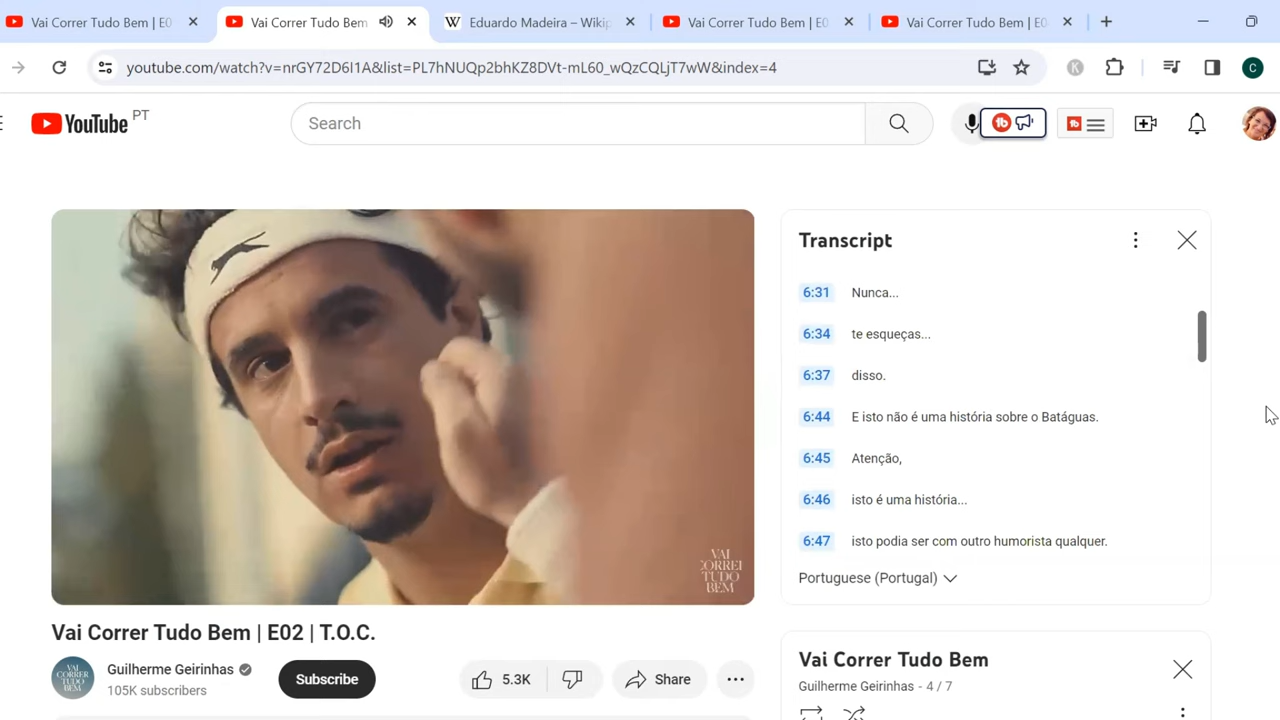 Vai Correr Tudo Bem | E0
Vai Correr Tudo Bem
Eduardo Madeira – Wikip
Vai Correr Tudo Bem | E0
Vai Correr Tudo Bem | E0
youtube.com/watch?v=nrGY72D6I1A&list=PL7hNUQp2bhKZ8DVt-mL60_wQzCQLjT7wW&index=4
K
C
YouTube PT
Search
Transcript
6:31 Nunca...
6:34 te esqueças...
6:37 disso.
6:44 E isto não é uma história sobre o Batáguas.
6:45 Atenção,
6:46 isto é uma história...
6:47 isto podia ser com outro humorista qualquer.
Portuguese (Portugal)
VAI
CORRER
TUDO
BEM
Vai Correr Tudo Bem | E02 | T.O.C.
Guilherme Geirinhas
105K subscribers
Subscribe
5.3K
Share
Vai Correr Tudo Bem
Guilherme Geirinhas - 4 / 7